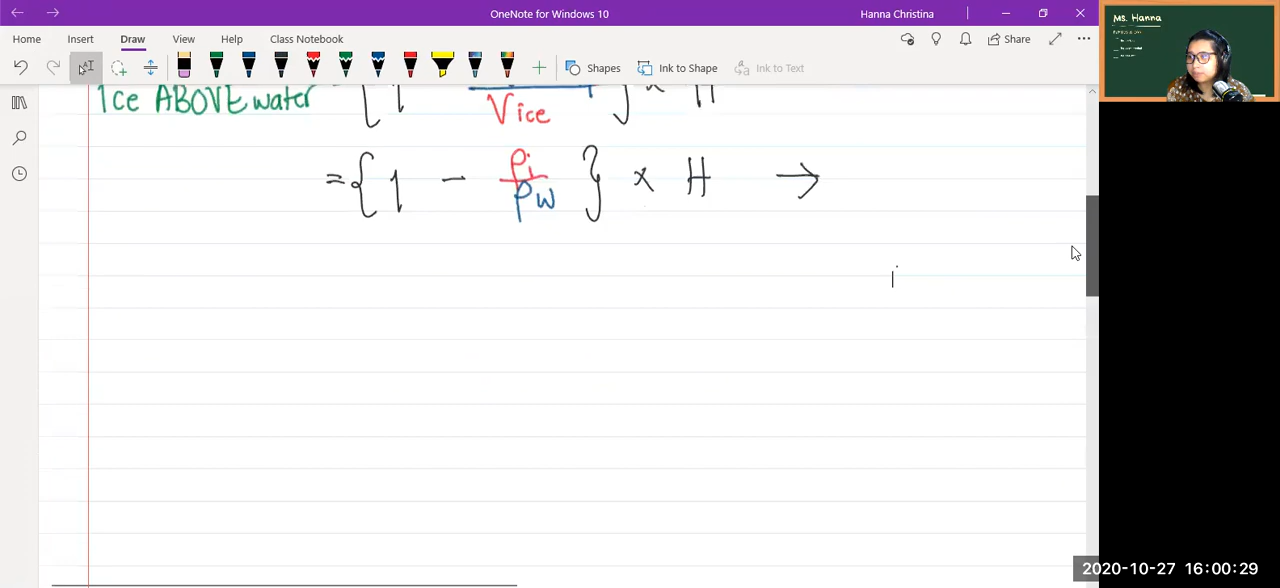 OneNote for Windows 10
Hanna Christina
Home Insert Draw View Help Class Notebook
Share
Shapes Ink to Shape Ink to Text
Ms. Hanna
Ice ABOVE water
Vice
× H
= { 1 - ρi / ρw } × H →
2020-10-27 16:00:29